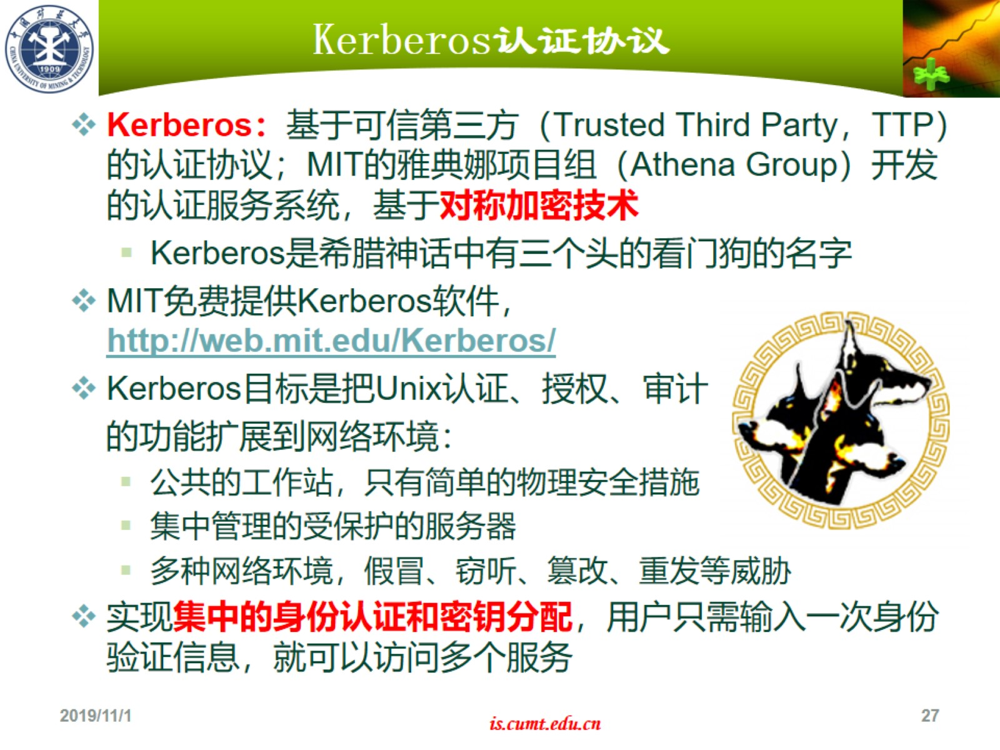 中国矿业大学
CHINA UNIVERSITY OF MINING & TECHNOLOGY
1909
Kerberos认证协议
Kerberos：基于可信第三方（Trusted Third Party，TTP）
的认证协议；MIT的雅典娜项目组（Athena Group）开发
的认证服务系统，基于对称加密技术
Kerberos是希腊神话中有三个头的看门狗的名字
MIT免费提供Kerberos软件，
http://web.mit.edu/Kerberos/
Kerberos目标是把Unix认证、授权、审计
的功能扩展到网络环境：
公共的工作站，只有简单的物理安全措施
集中管理的受保护的服务器
多种网络环境，假冒、窃听、篡改、重发等威胁
实现集中的身份认证和密钥分配，用户只需输入一次身份
验证信息，就可以访问多个服务
2019/11/1
is.cumt.edu.cn
27